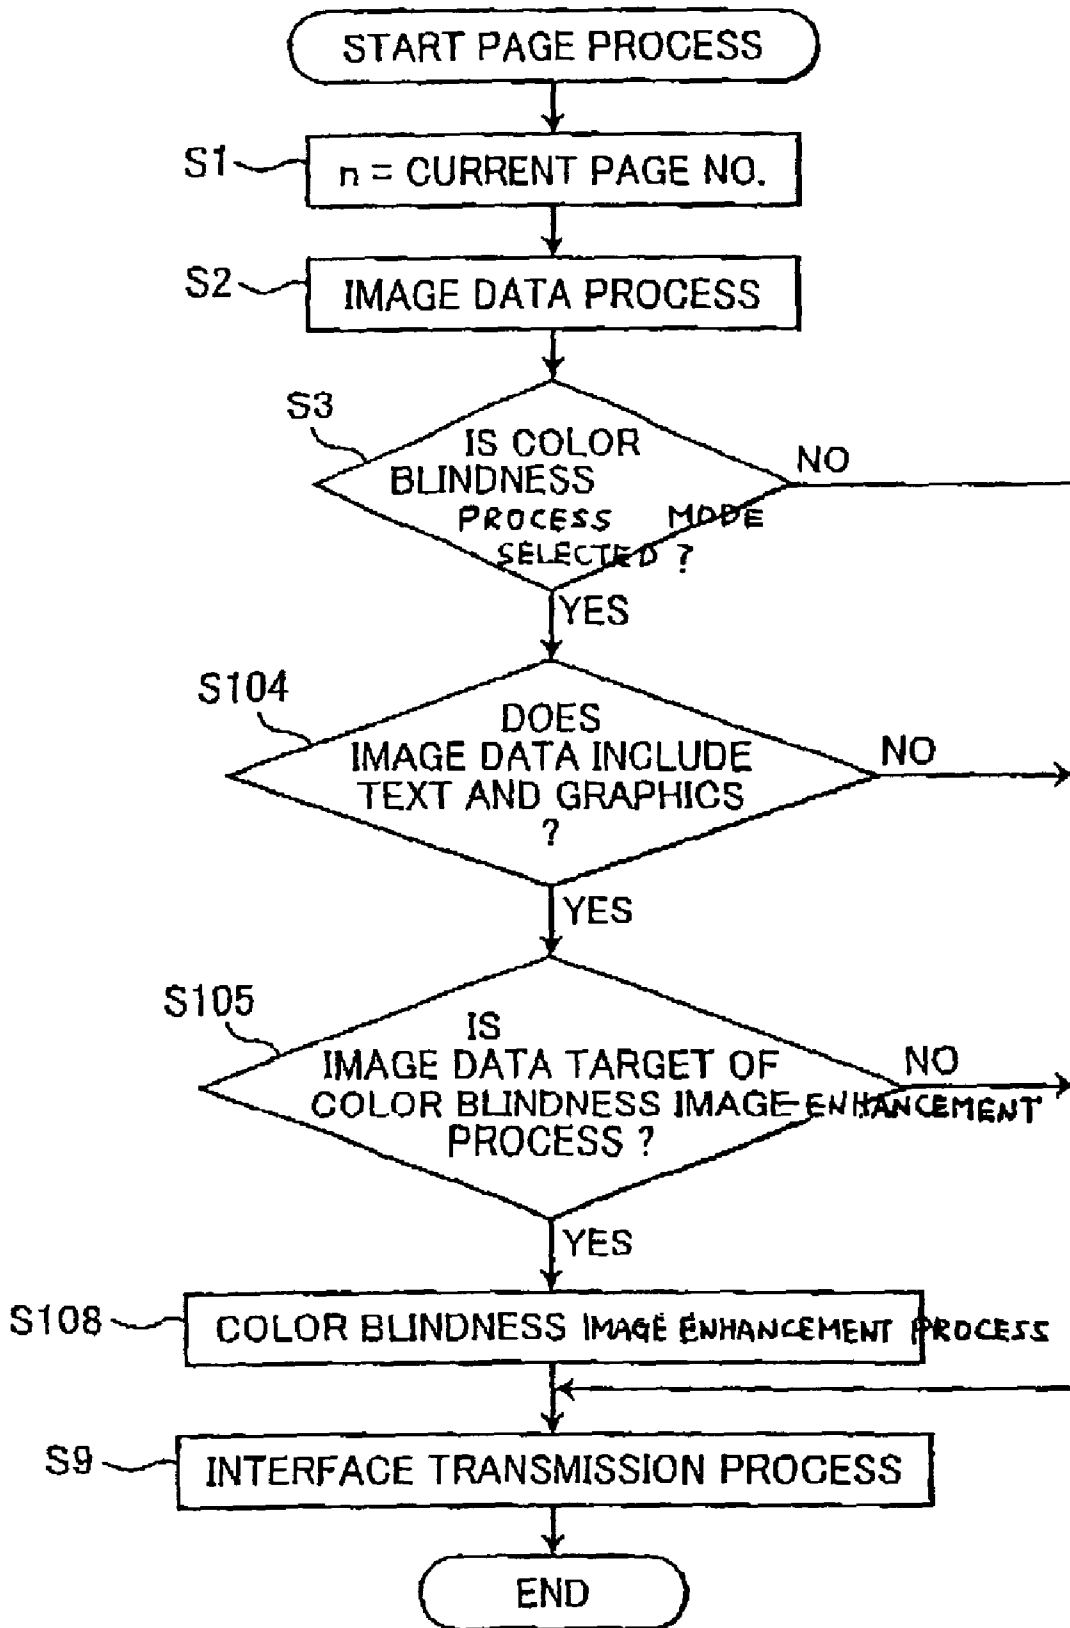 START PAGE PROCESS
S1
n = CURRENT PAGE NO.
S2
IMAGE DATA PROCESS
S3
IS COLOR
BLINDNESS
PROCESS MODE
SELECTED ?
NO
YES
S104
DOES
IMAGE DATA INCLUDE
TEXT AND GRAPHICS
?
NO
YES
S105
IS
IMAGE DATA TARGET OF
COLOR BLINDNESS IMAGE-ENHANCEMENT
PROCESS ?
NO
YES
S108
COLOR BLINDNESS IMAGE ENHANCEMENT PROCESS
S9
INTERFACE TRANSMISSION PROCESS
END